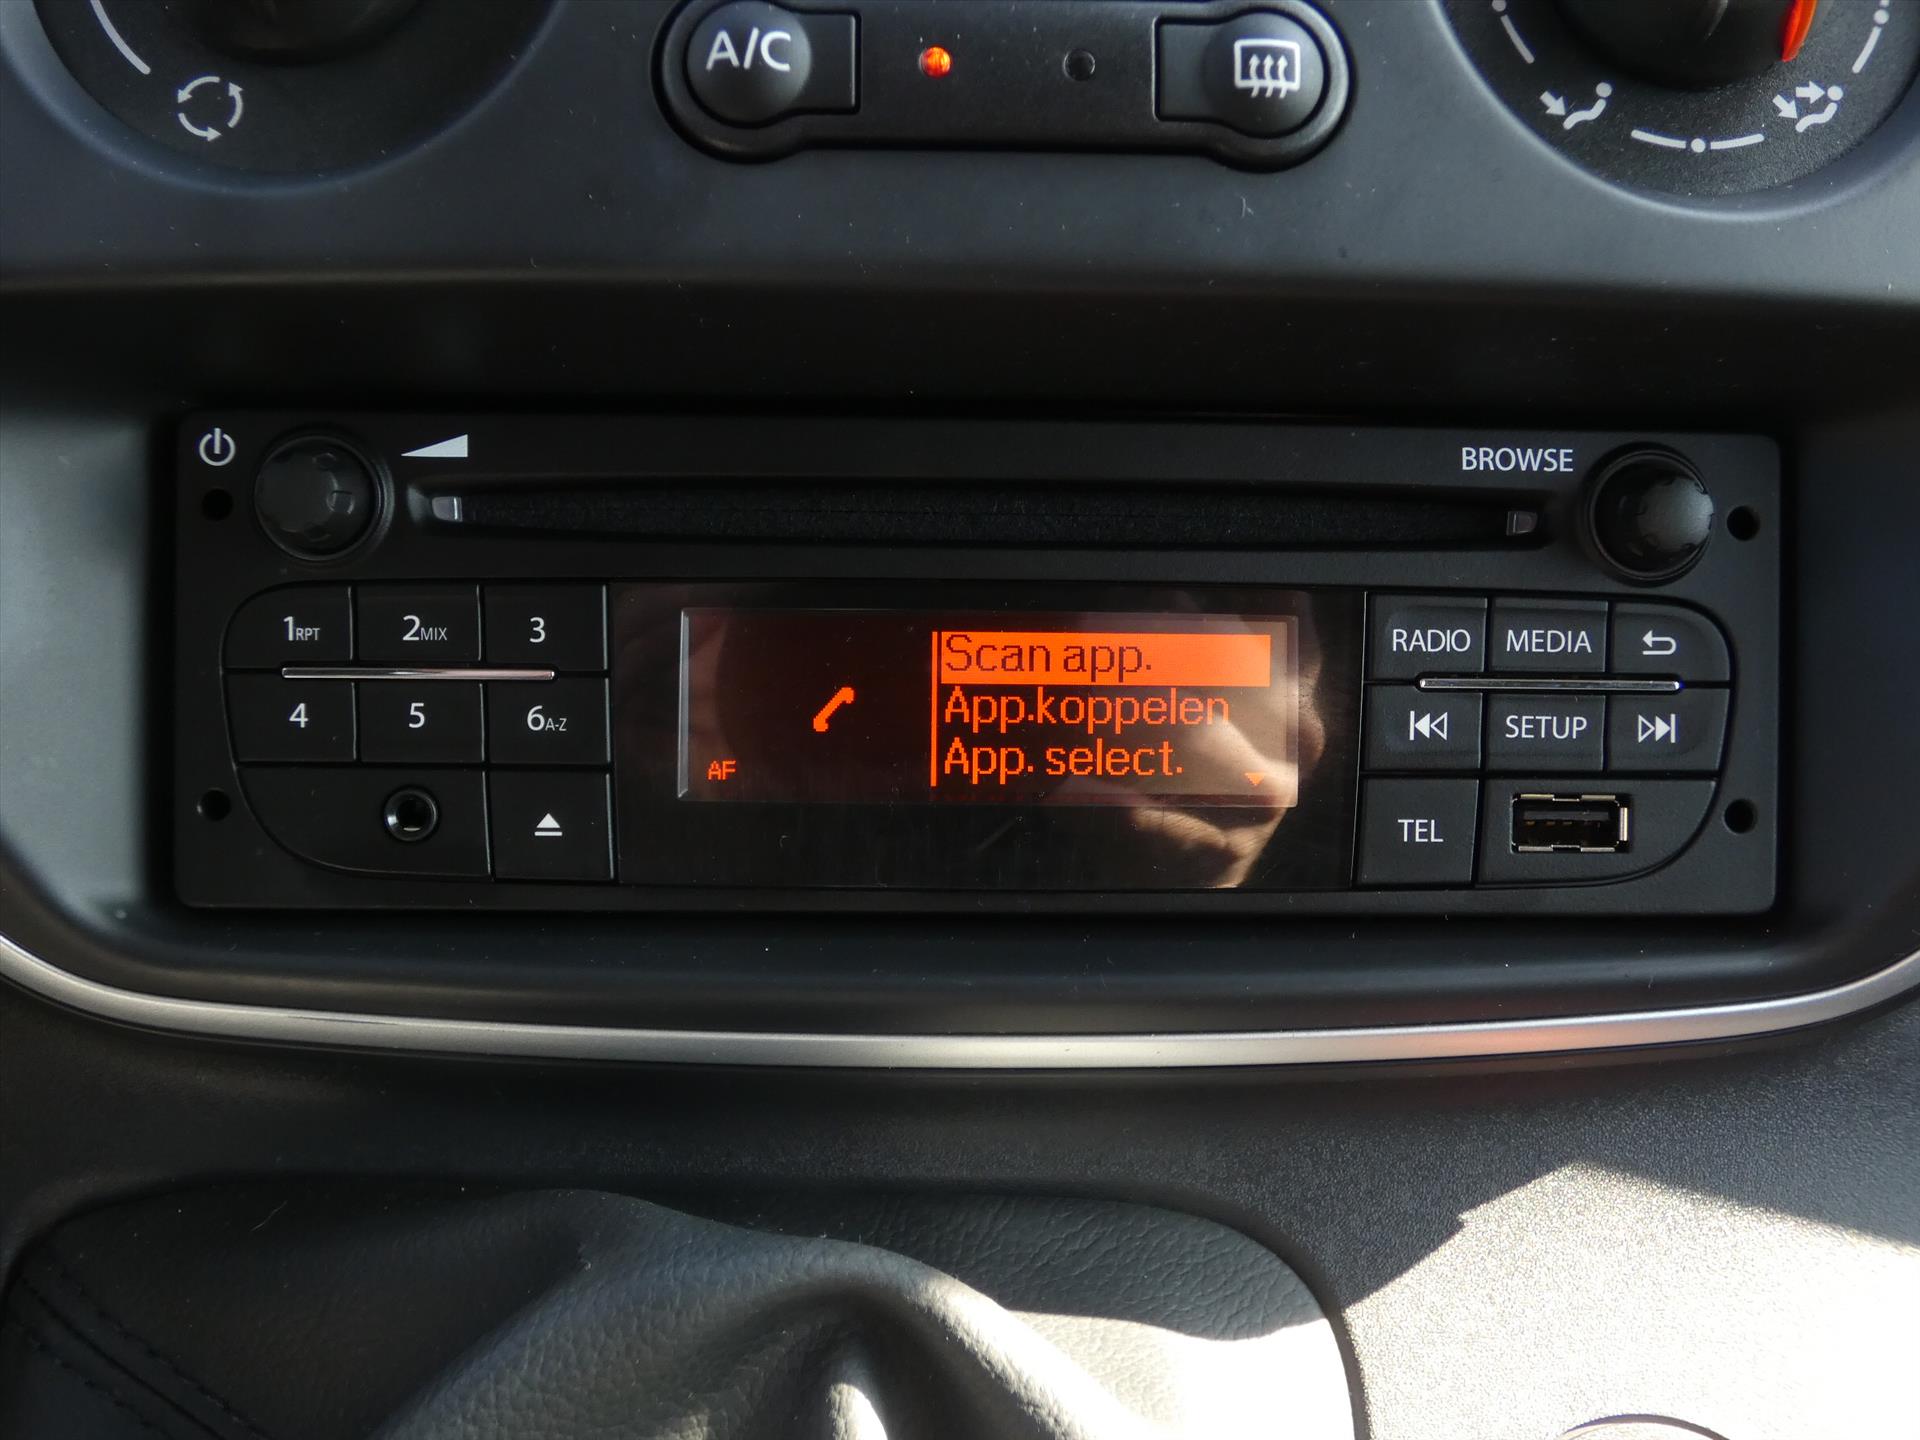 A/C
BROWSE
1RPT 2MIX 3
4 5 6A-Z
Scan app.
App.koppelen
App. select.
AF
RADIO MEDIA
SETUP
TEL